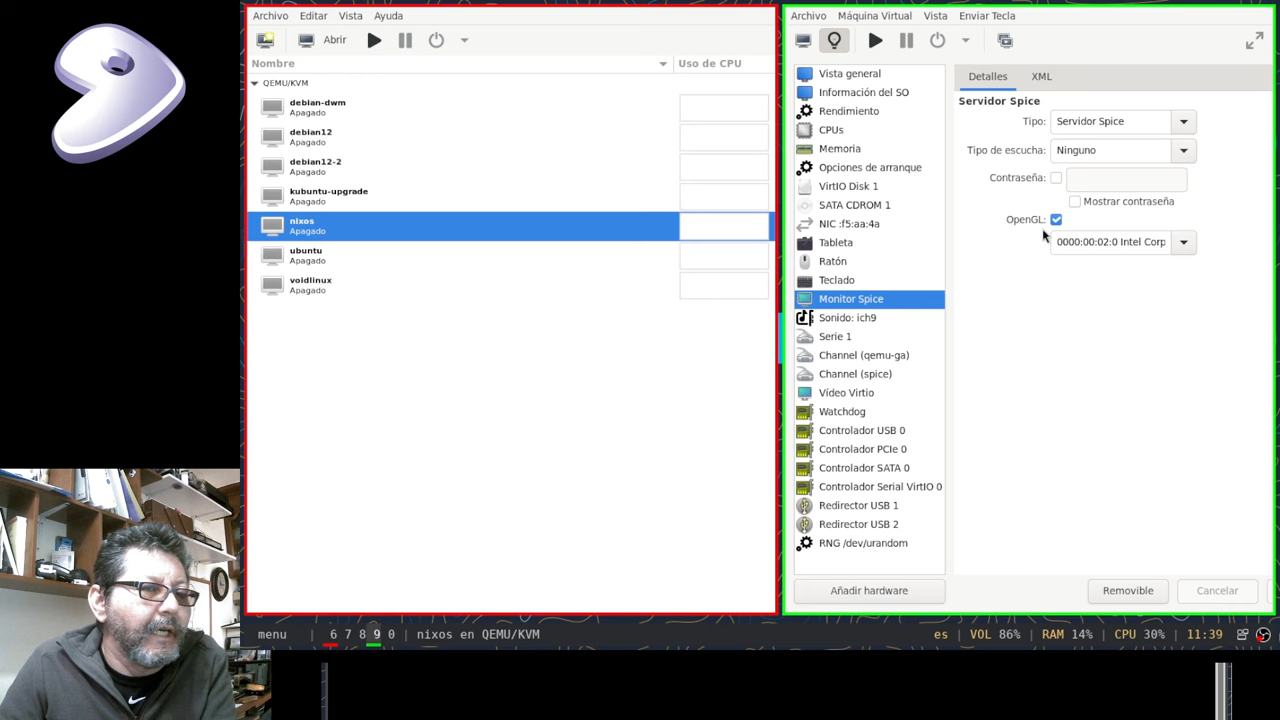 Archivo Editar Vista Ayuda
Abrir
Nombre Uso de CPU
QEMU/KVM
debian-dwm
Apagado
debian12
Apagado
debian12-2
Apagado
kubuntu-upgrade
Apagado
nixos
Apagado
ubuntu
Apagado
voidlinux
Apagado
Archivo Máquina Virtual Vista Enviar Tecla
Vista general
Información del SO
Rendimiento
CPUs
Memoria
Opciones de arranque
VirtIO Disk 1
SATA CDROM 1
NIC :f5:aa:4a
Tableta
Ratón
Teclado
Monitor Spice
Sonido: ich9
Serie 1
Channel (qemu-ga)
Channel (spice)
Vídeo Virtio
Watchdog
Controlador USB 0
Controlador PCIe 0
Controlador SATA 0
Controlador Serial VirtIO 0
Redirector USB 1
Redirector USB 2
RNG /dev/urandom
Añadir hardware
Detalles XML
Servidor Spice
Tipo: Servidor Spice
Tipo de escucha: Ninguno
Contraseña:
Mostrar contraseña
OpenGL:
0000:00:02:0 Intel Corp
Removible Cancelar
menu | 6 7 8 9 0 | nixos en QEMU/KVM es | VOL 86% | RAM 14% | CPU 30% | 11:39